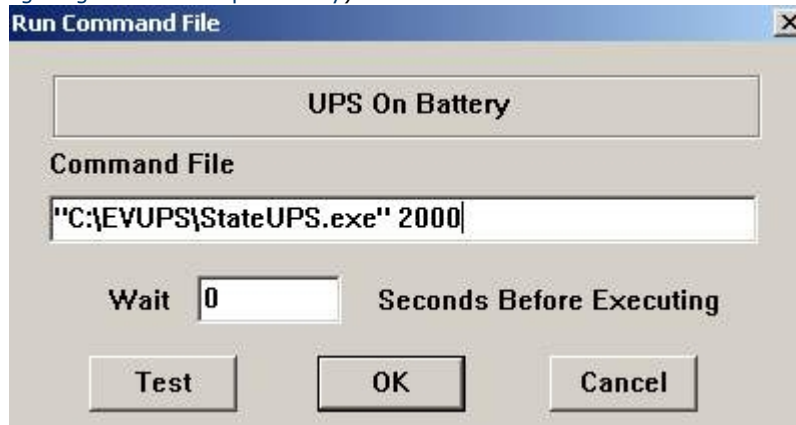 Run Command File
UPS On Battery
Command File
"C:\EVUPS\StateUPS.exe" 2000
Wait 0 Seconds Before Executing
Test OK Cancel